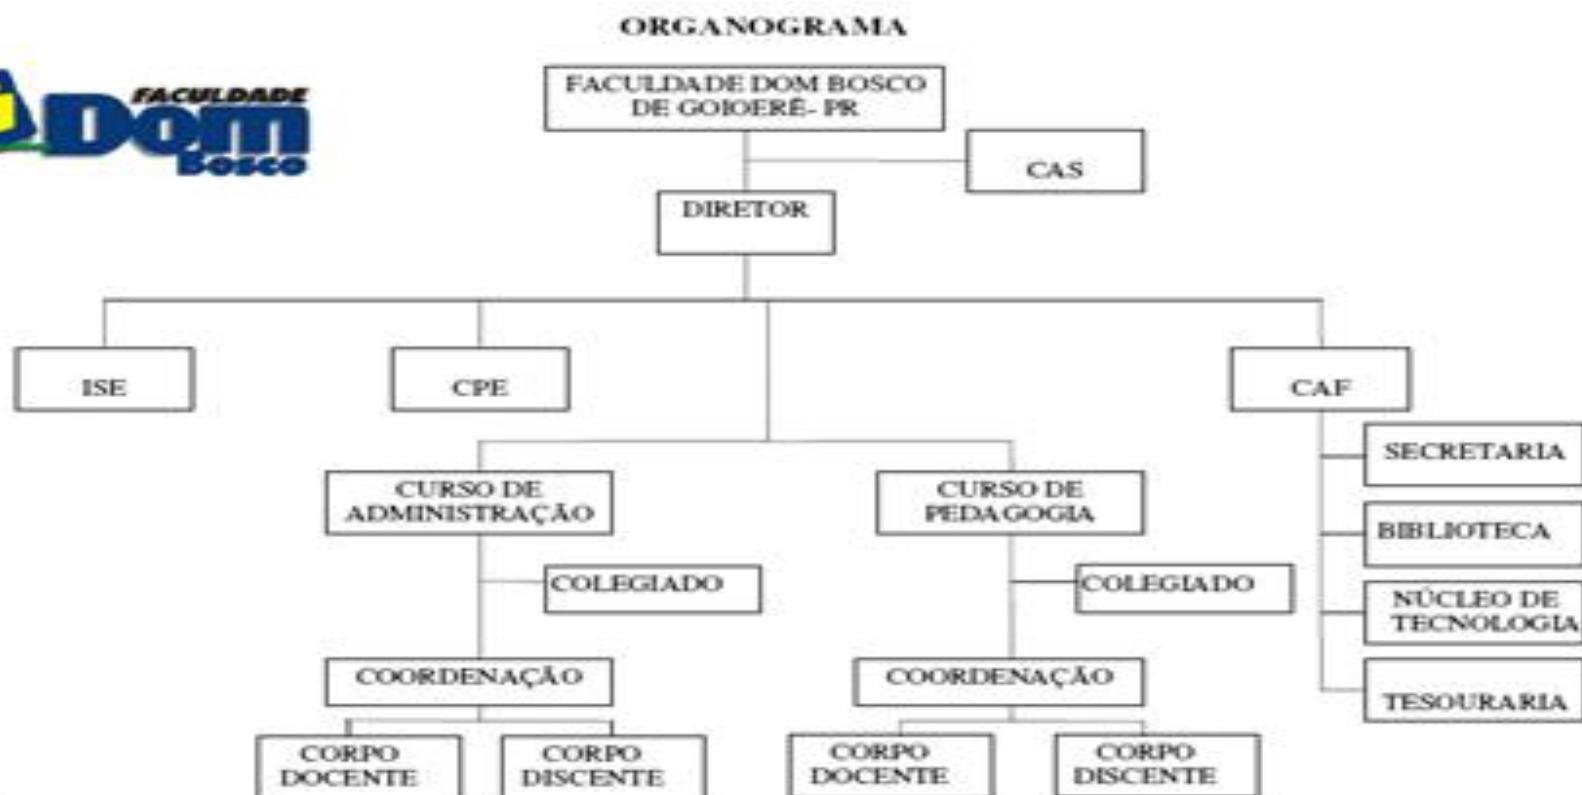 ORGANOGRAMA
FACULDADE
Dom
Bosco
FACULDADE DOM BOSCO
DE GOIOERÊ- PR
CAS
DIRETOR
ISE
CPE
CAF
SECRETARIA
BIBLIOTECA
NÚCLEO DE
TECNOLOGIA
TESOURARIA
CURSO DE
ADMINISTRAÇÃO
COLEGIADO
COORDENAÇÃO
CORPO
DOCENTE
CORPO
DISCENTE
CURSO DE
PEDAGOGIA
COLEGIADO
COORDENAÇÃO
CORPO
DOCENTE
CORPO
DISCENTE